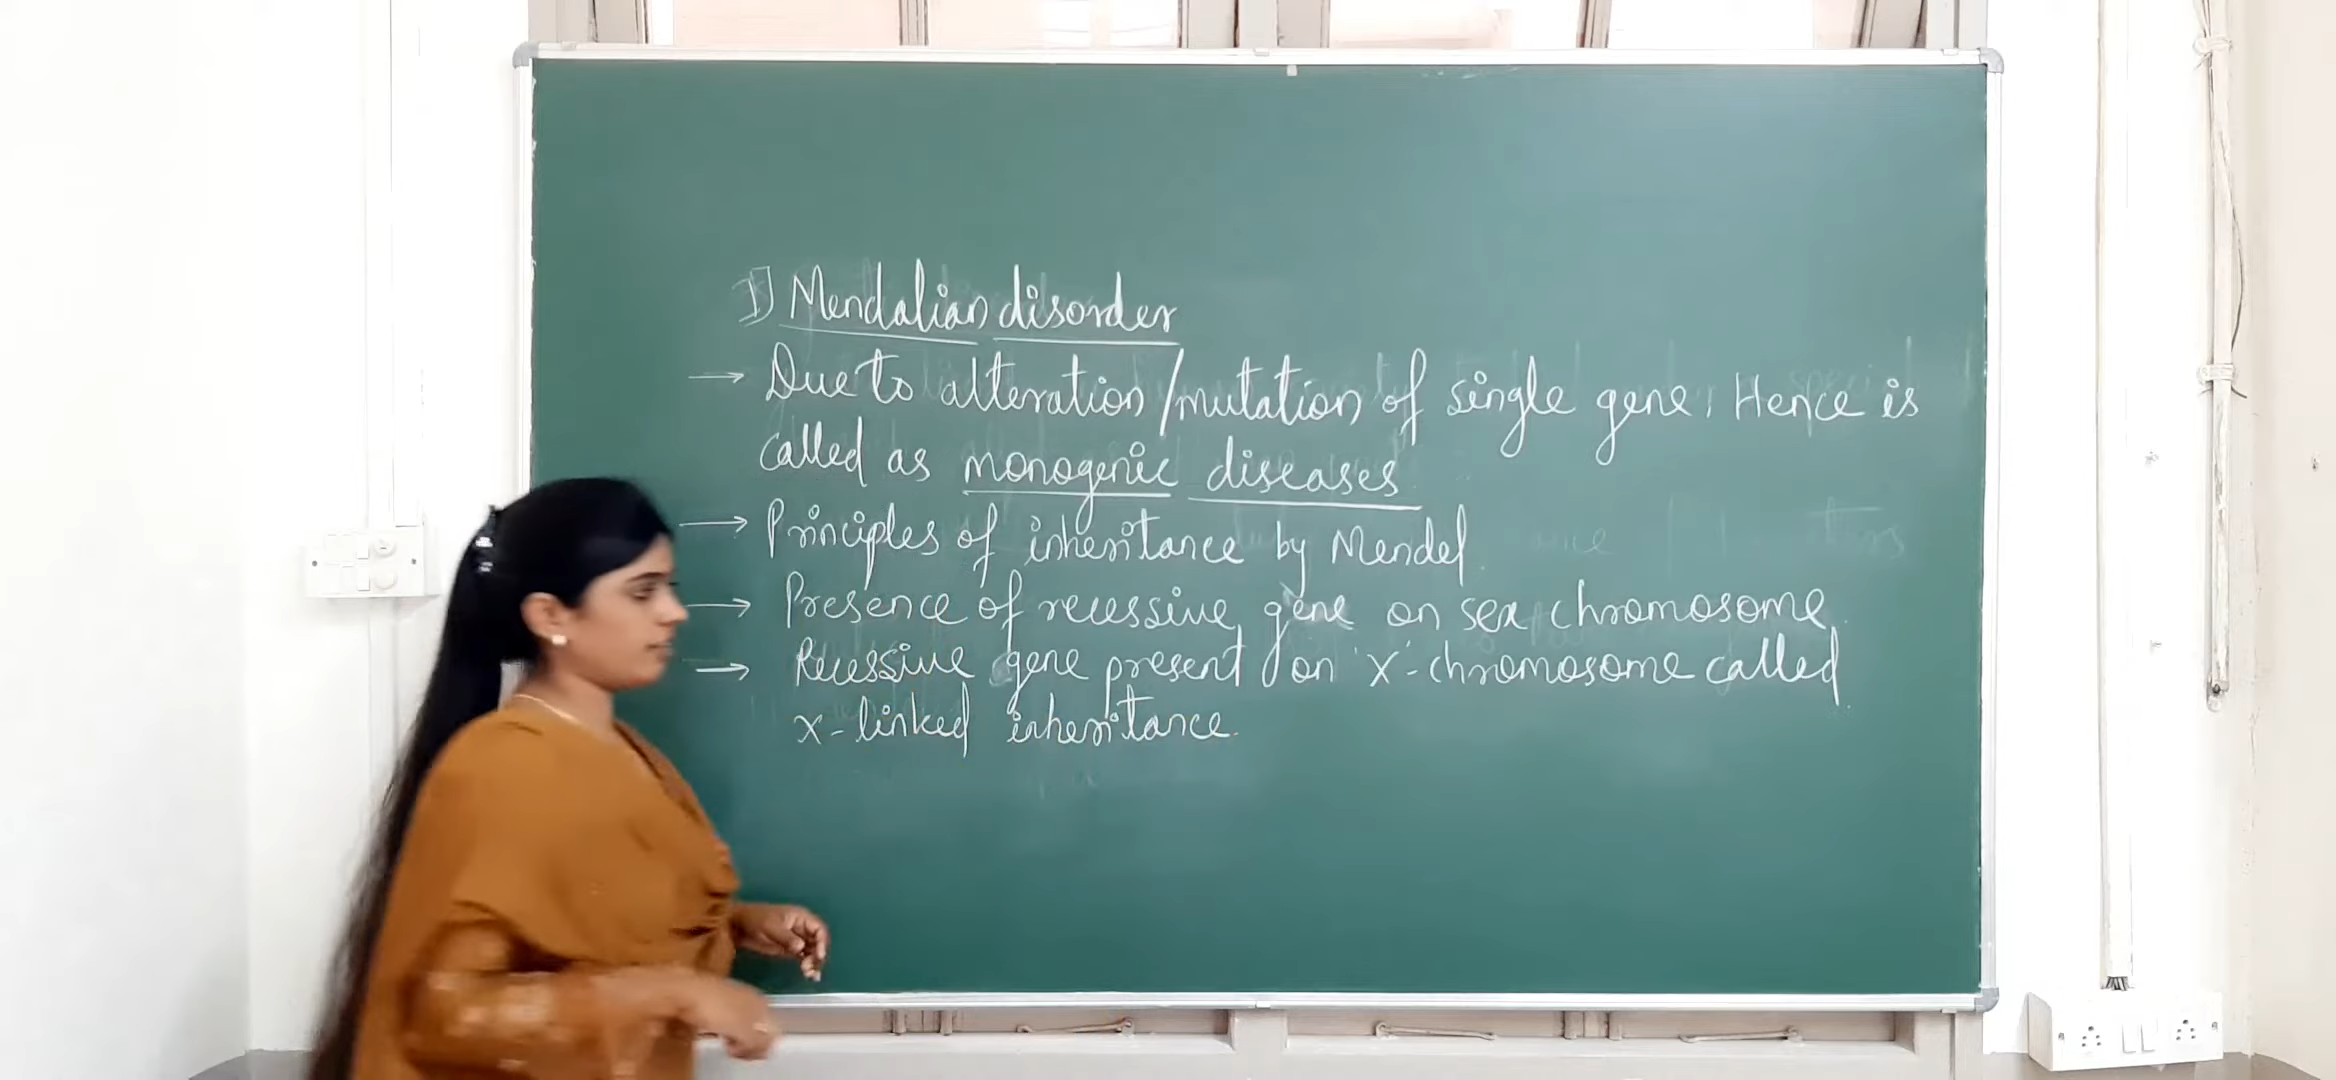 I) Mendalian disorder
→ Due to alteration/mutation of single gene, Hence is
called as monogenic diseases
→ Principles of inheritance by Mendel.
→ Presence of recessive gene on sex chromosome.
→ Recessive gene present on 'X'-chromosome called
x-linked inheritance.